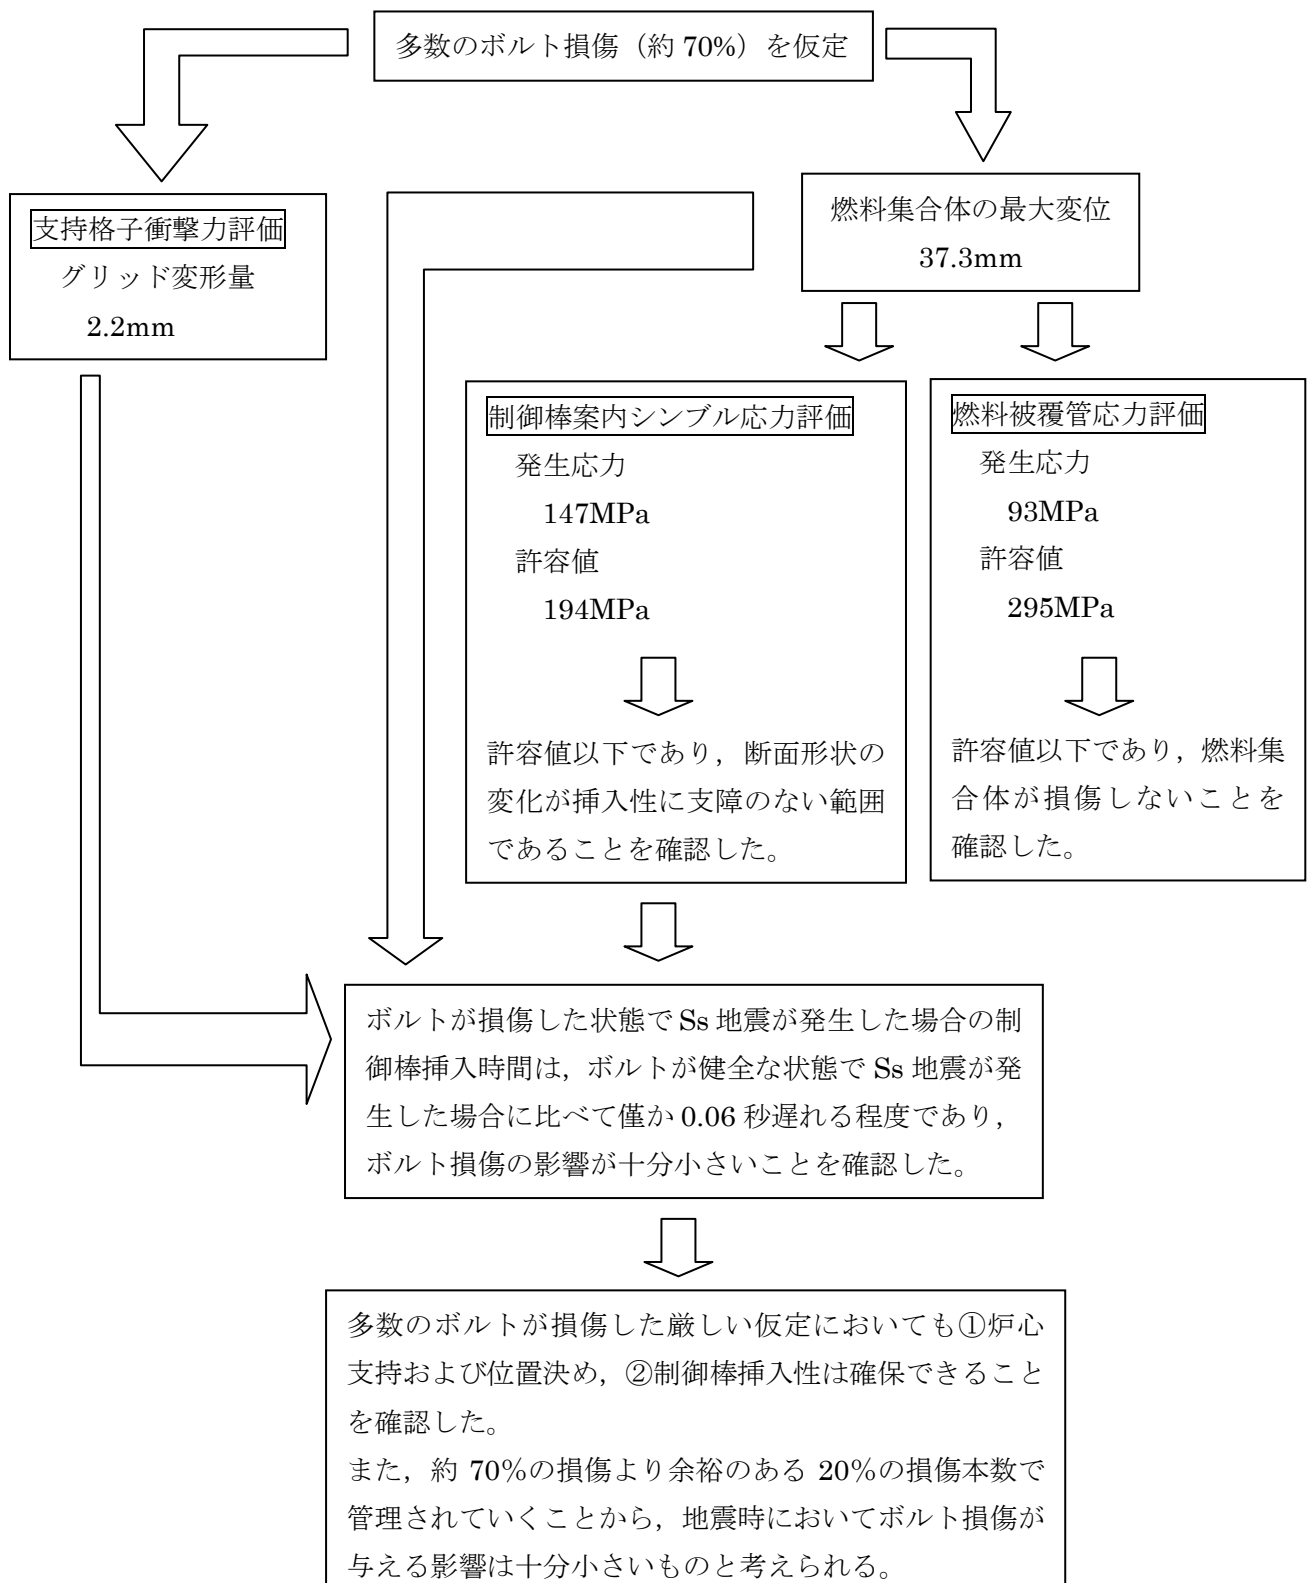 多数のボルト損傷（約 70%）を仮定
支持格子衝撃力評価
グリッド変形量
2.2mm
燃料集合体の最大変位
37.3mm
制御棒案内シンブル応力評価
発生応力
147MPa
許容値
194MPa
許容値以下であり，断面形状の
変化が挿入性に支障のない範囲
であることを確認した。
燃料被覆管応力評価
発生応力
93MPa
許容値
295MPa
許容値以下であり，燃料集
合体が損傷しないことを
確認した。
ボルトが損傷した状態で Ss 地震が発生した場合の制
御棒挿入時間は，ボルトが健全な状態で Ss 地震が発
生した場合に比べて僅か 0.06 秒遅れる程度であり，
ボルト損傷の影響が十分小さいことを確認した。
多数のボルトが損傷した厳しい仮定においても①炉心
支持および位置決め，②制御棒挿入性は確保できること
を確認した。
また，約 70%の損傷より余裕のある 20%の損傷本数で
管理されていくことから，地震時においてボルト損傷が
与える影響は十分小さいものと考えられる。